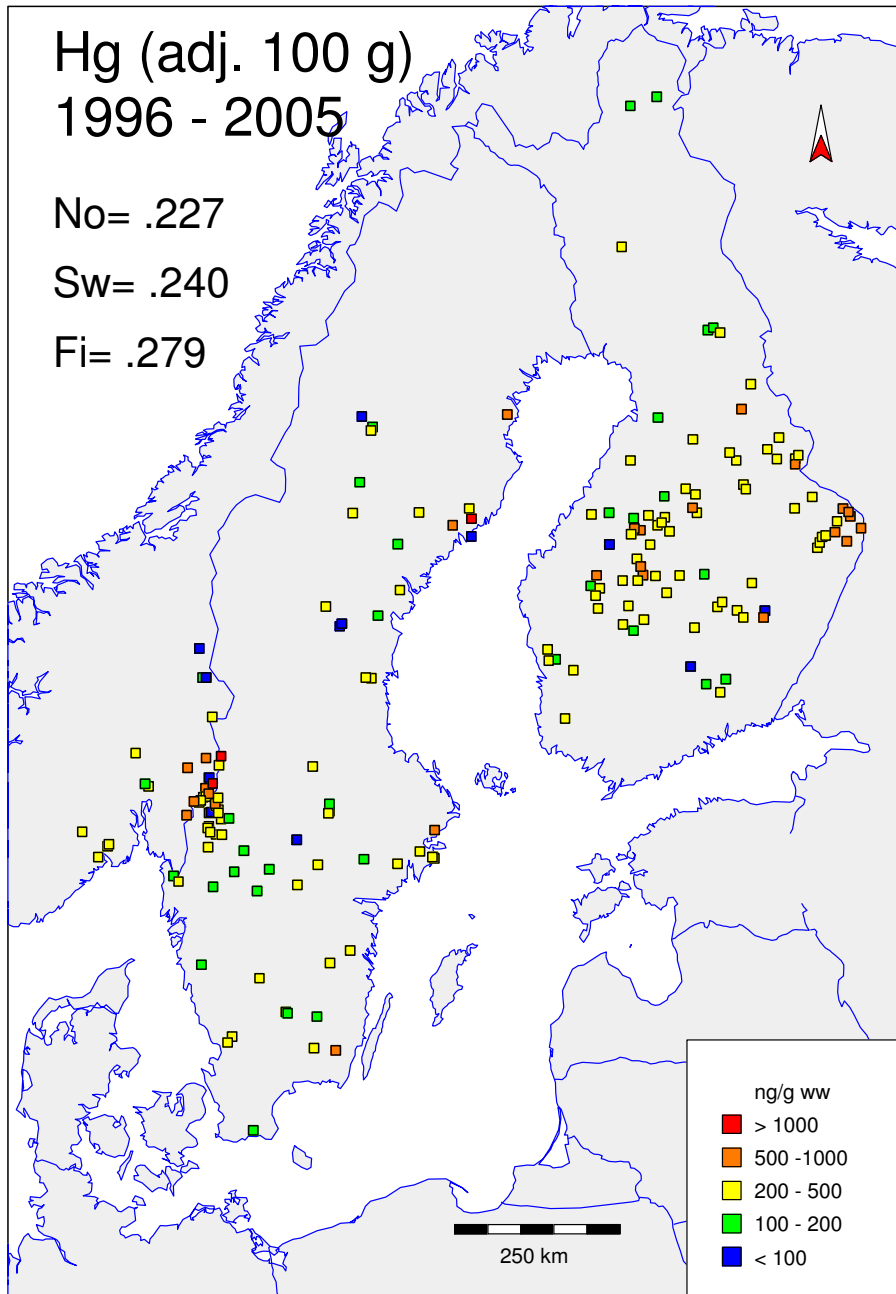 Hg (adj. 100 g)
1996 - 2005
No= .227
Sw= .240
Fi= .279
ng/g ww
> 1000
500 -1000
200 - 500
100 - 200
< 100
250 km